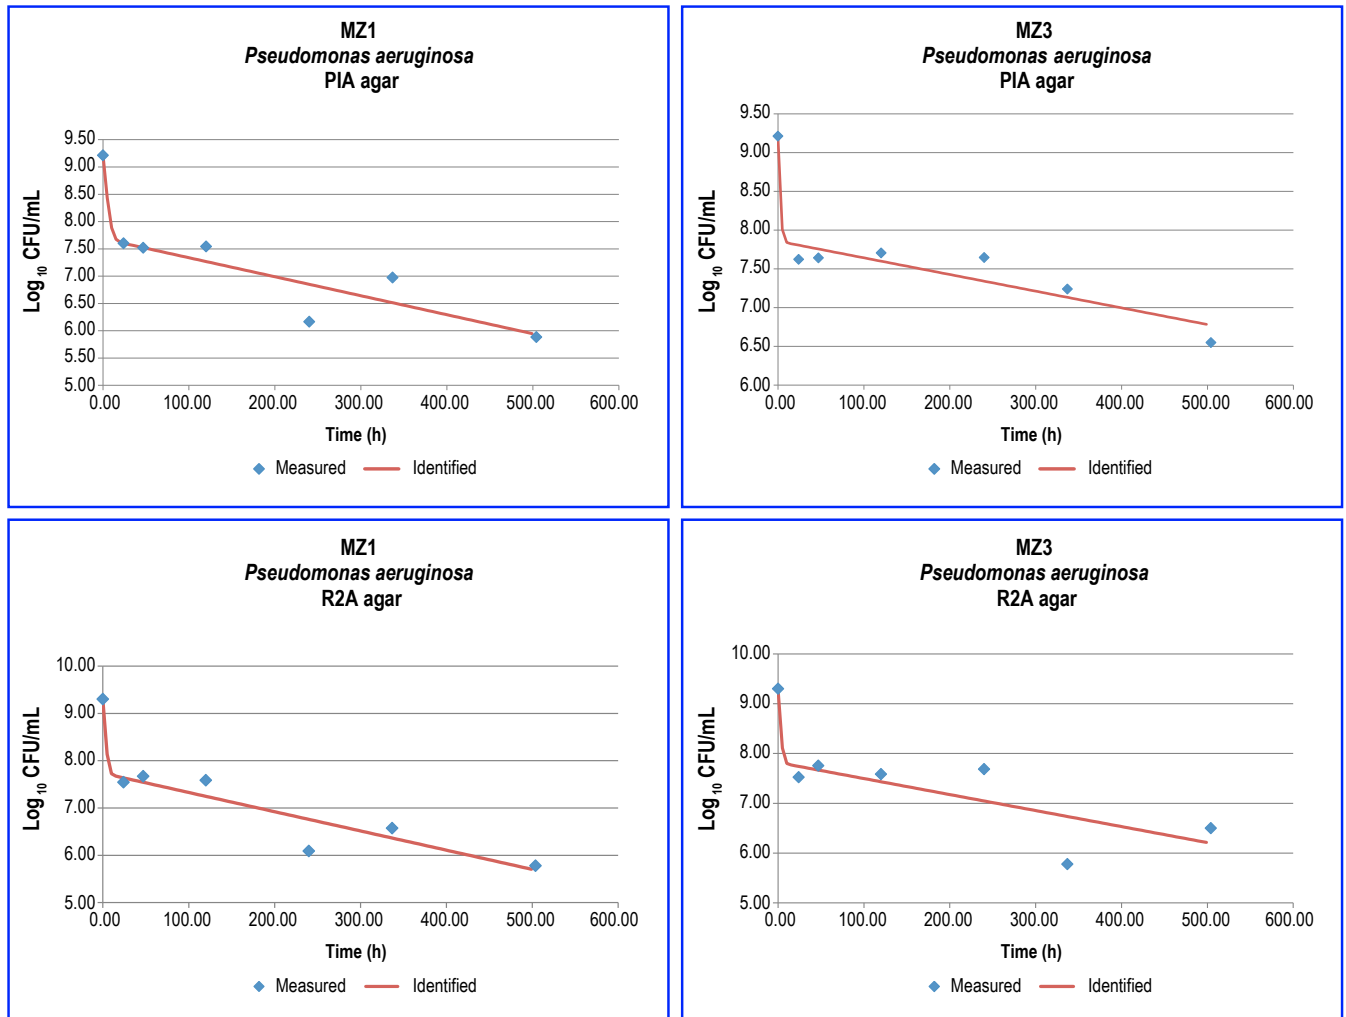 MZ1
Pseudomonas aeruginosa
PIA agar
9.50
9.00
8.50
8.00
7.50
7.00
6.50
6.00
5.50
5.00
Log10 CFU/mL
0.00 100.00 200.00 300.00 400.00 500.00 600.00
Time (h)
Measured Identified
MZ3
Pseudomonas aeruginosa
PIA agar
9.50
9.00
8.50
8.00
7.50
7.00
6.50
6.00
Log10 CFU/mL
0.00 100.00 200.00 300.00 400.00 500.00 600.00
Time (h)
Measured Identified
MZ1
Pseudomonas aeruginosa
R2A agar
10.00
9.00
8.00
7.00
6.00
5.00
Log10 CFU/mL
0.00 100.00 200.00 300.00 400.00 500.00 600.00
Time (h)
Measured Identified
MZ3
Pseudomonas aeruginosa
R2A agar
10.00
9.00
8.00
7.00
6.00
5.00
Log10 CFU/mL
0.00 100.00 200.00 300.00 400.00 500.00 600.00
Time (h)
Measured Identified